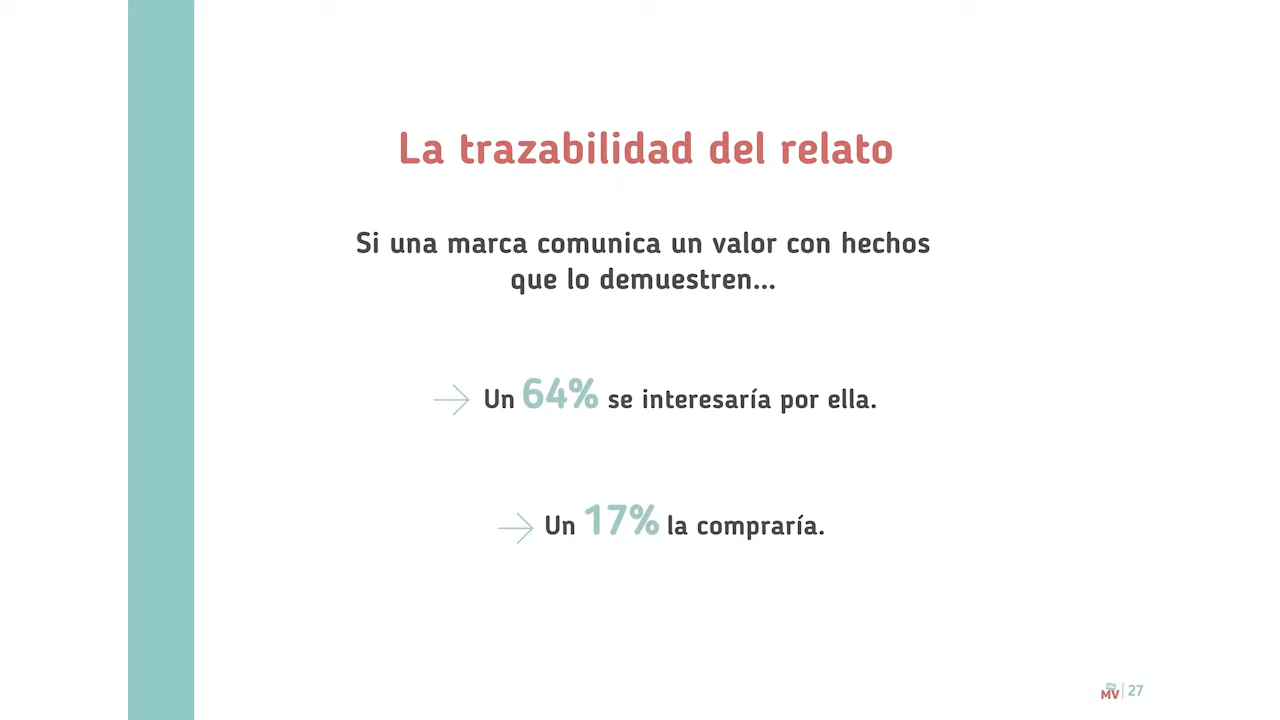 La trazabilidad del relato
Si una marca comunica un valor con hechos
que lo demuestren...
Un 64% se interesaría por ella.
Un 17% la compraría.
MV | 27